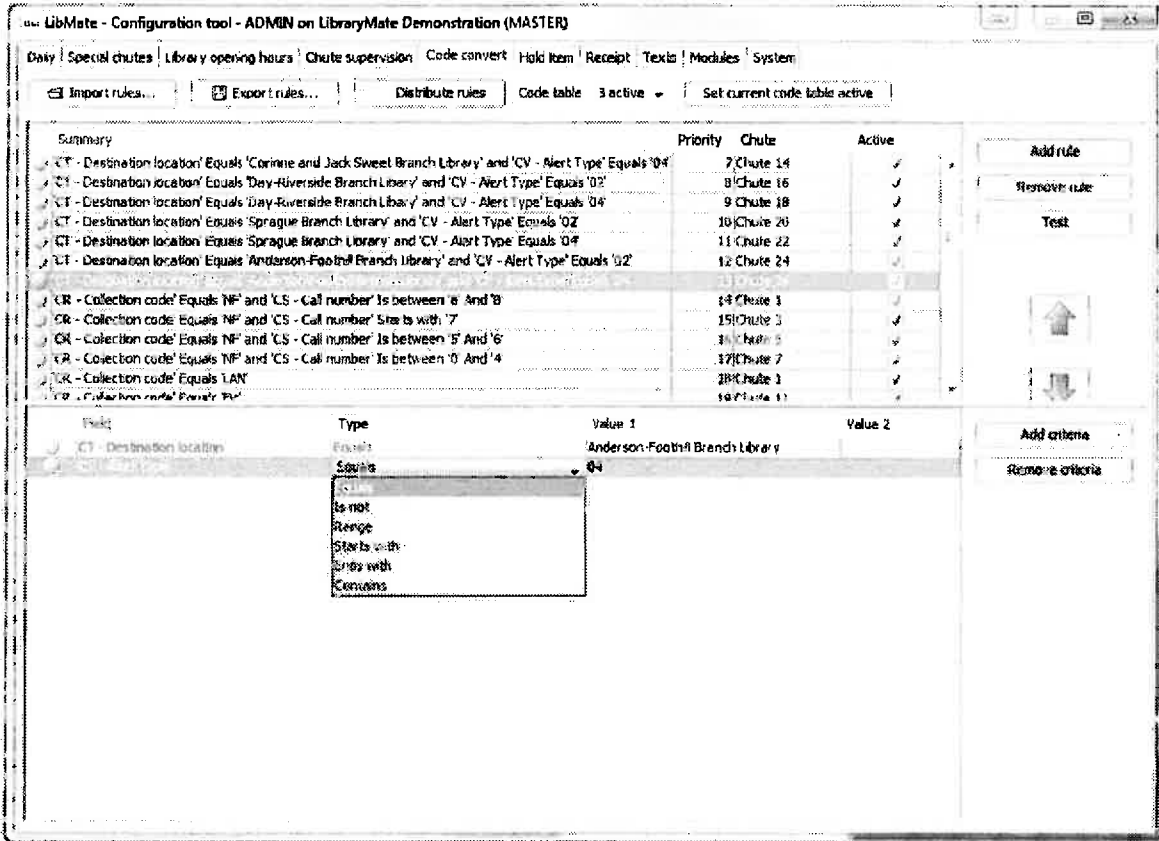 LibMate - Configuration tool - ADMIN on LibraryMate Demonstration (MASTER)
Daily Special chutes Library opening hours Chute supervision Code convert Hold Item Receipt Texts Modules System
Import rules... Export rules... Distribute rules Code table 3 active Set current code table active
Summary Priority Chute Active
CT - Destination location' Equals 'Corinne and Jack Sweet Branch Library' and 'CV - Alert Type' Equals '04' 7 Chute 14
CT - Destination location' Equals 'Day-Riverside Branch Libary' and 'CV - Alert Type' Equals '02' 8 Chute 16
CT - Destination location' Equals 'Day-Riverside Branch Libary' and 'CV - Alert Type' Equals '04' 9 Chute 18
CT - Destination location' Equals 'Sprague Branch Library' and 'CV - Alert Type' Equals '02' 10 Chute 20
CT - Destination location' Equals 'Sprague Branch Library' and 'CV - Alert Type' Equals '04' 11 Chute 22
CT - Destination location' Equals 'Anderson-Foothill Branch Library' and 'CV - Alert Type' Equals '02' 12 Chute 24
CR - Collection code' Equals 'NF' and 'CS - Call number' Is between '8' And '8' 14 Chute 1
CR - Collection code' Equals 'NF' and 'CS - Call number' Starts with '7' 15 Chute 3
CR - Collection code' Equals 'NF' and 'CS - Call number' Is between '5' And '6' 16 Chute 5
CR - Collection code' Equals 'NF' and 'CS - Call number' Is between '0' And '4' 17 Chute 7
CR - Collection code' Equals 'LAN' 18 Chute 1
Add rule
Remove rule
Test
Field Type Value 1 Value 2
CT - Destination location Equals Anderson-Foothill Branch Library
Equals 04
Equals
Is not
Range
Starts with
Ends with
Contains
Add criteria
Remove criteria